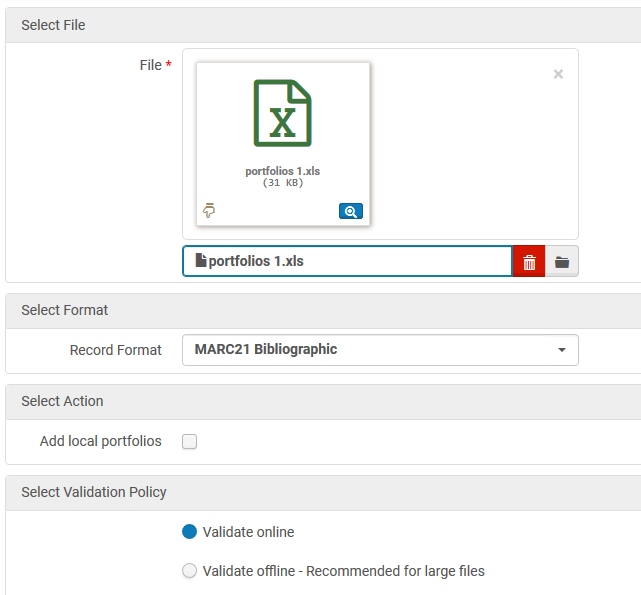 Select File
File *
portfolios 1.xls
(31 KB)
portfolios 1.xls
Select Format
Record Format
MARC21 Bibliographic
Select Action
Add local portfolios
Select Validation Policy
Validate online
Validate offline - Recommended for large files